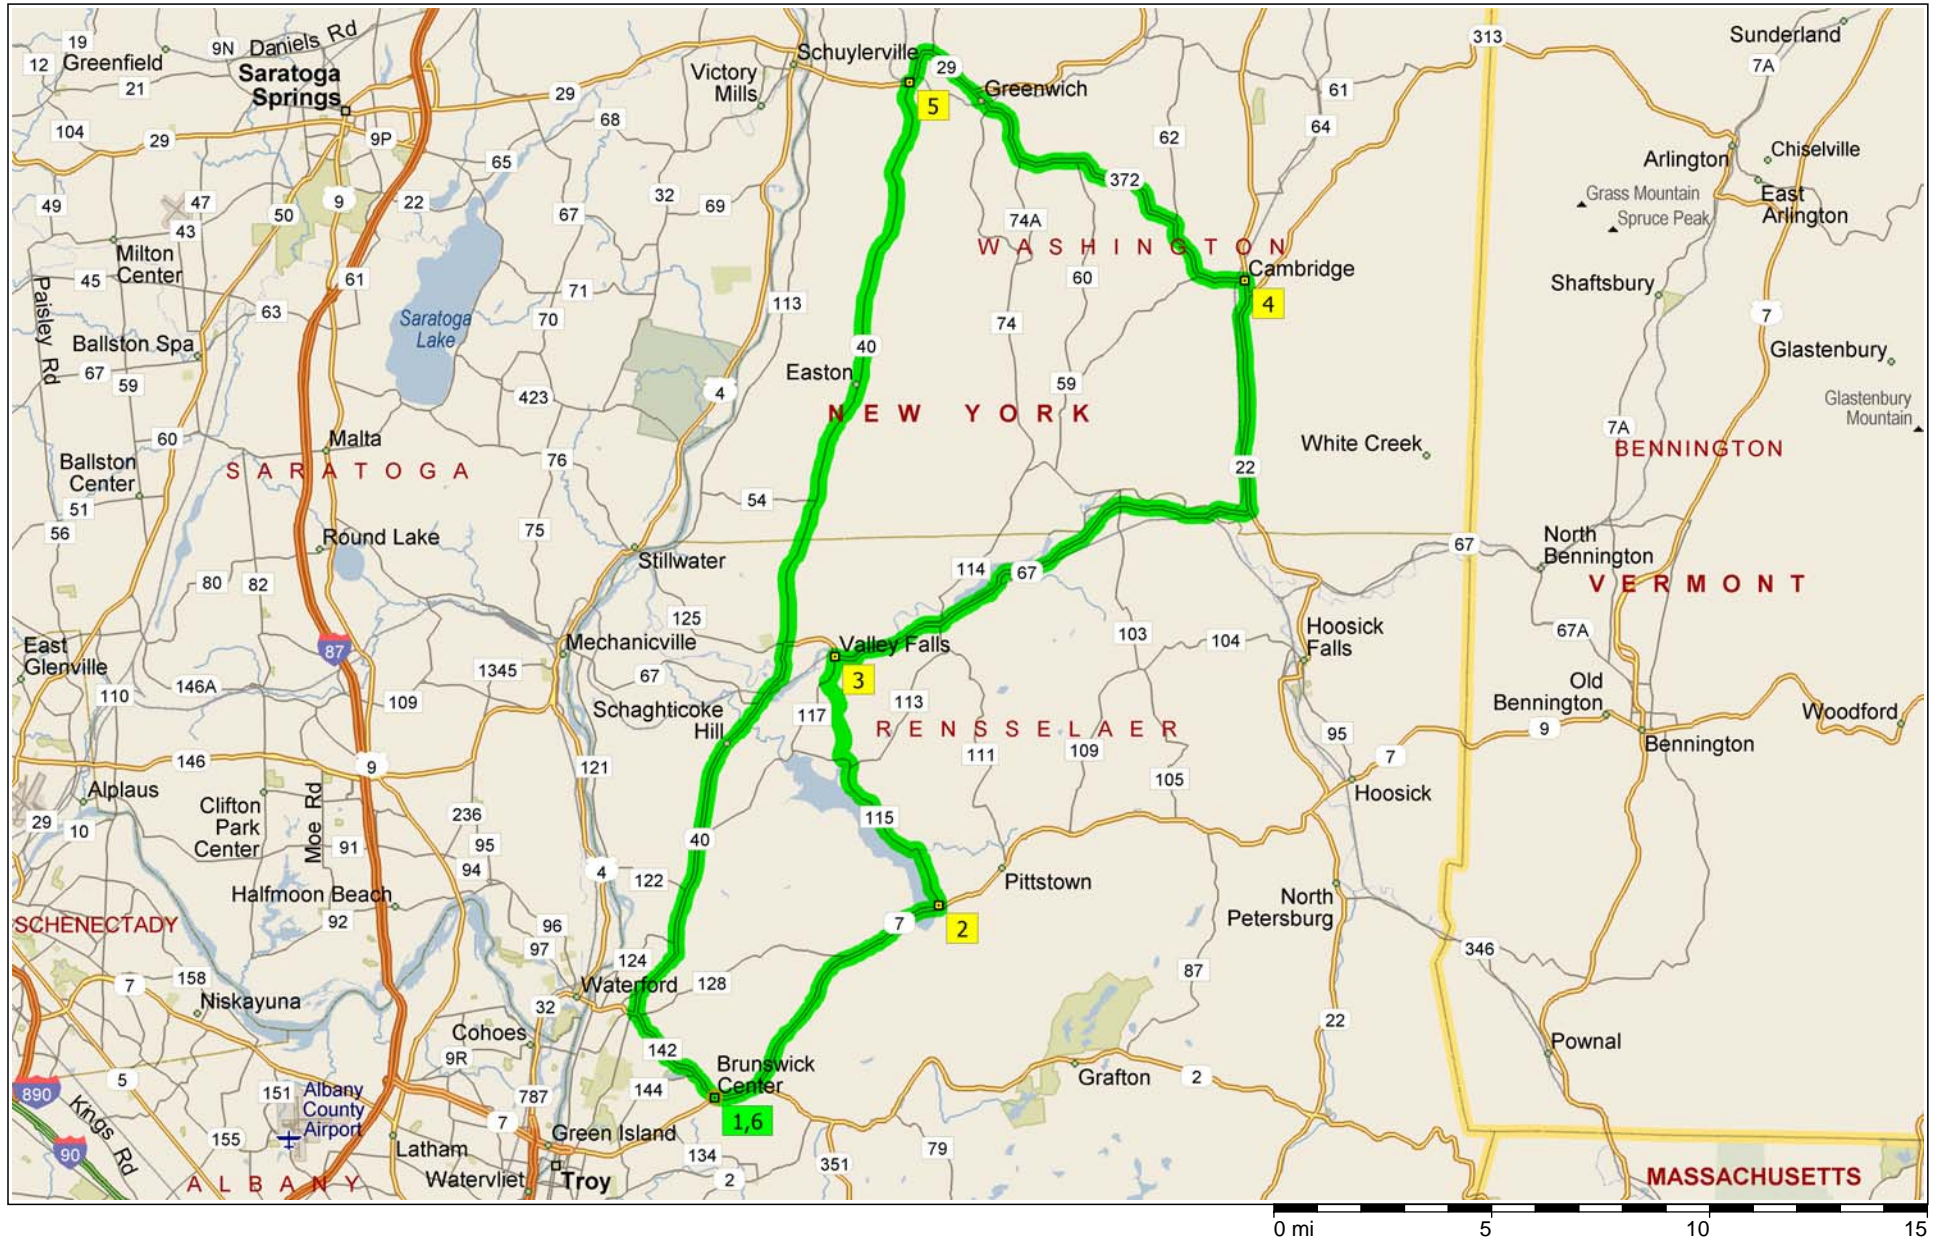 19
9N
Daniels Rd
12
Greenfield
21
Saratoga
Springs
Victory
Mills
Schuylerville
29
Greenwich
313
Sunderland
7A
29
61
5
68
104
29
9P
65
62
64
Arlington
Chiselville
East
Arlington
Grass Mountain
Spruce Peak
49
47
43
50
9
22
67
32
69
372
74A
WASHINGTON
Milton
Center
45
Paisley Rd
63
61
71
70
113
60
Cambridge
4
Shaftsbury
7
Saratoga
Lake
74
40
Easton
Ballston Spa
67
59
423
4
59
Glastenbury
Glastenbury
Mountain
NEW YORK
60
Malta
SARATOGA
Ballston
Center
51
56
76
54
22
White Creek
7A
BENNINGTON
75
Round Lake
Stillwater
67
North
Bennington
VERMONT
80
82
114
67
125
103
104
Hoosick
Falls
67A
East
Glenville
87
Mechanicville
Valley Falls
3
146A
110
109
1345
67
Schaghticoke
Hill
117
113
RENSSELAER
111
109
105
95
7
Old
Bennington
9
Woodford
Bennington
146
9
121
Alplaus
Clifton
Park
Center
Moe Rd
29
10
91
236
95
94
40
4
122
115
Hoosick
Pittstown
Halfmoon Beach
92
SCHENECTADY
96
97
7
2
North
Petersburg
346
124
128
Waterford
87
7
158
Niskayuna
32
Cohoes
9R
142
22
Pownal
5
890
Kings Rd
90
151
Albany
County
Airport
155
787
7
144
Brunswick
Center
1,6
Grafton
2
Latham
Green Island
Watervliet
Troy
134
2
351
79
ALBANY
MASSACHUSETTS
0 mi
5
10
15